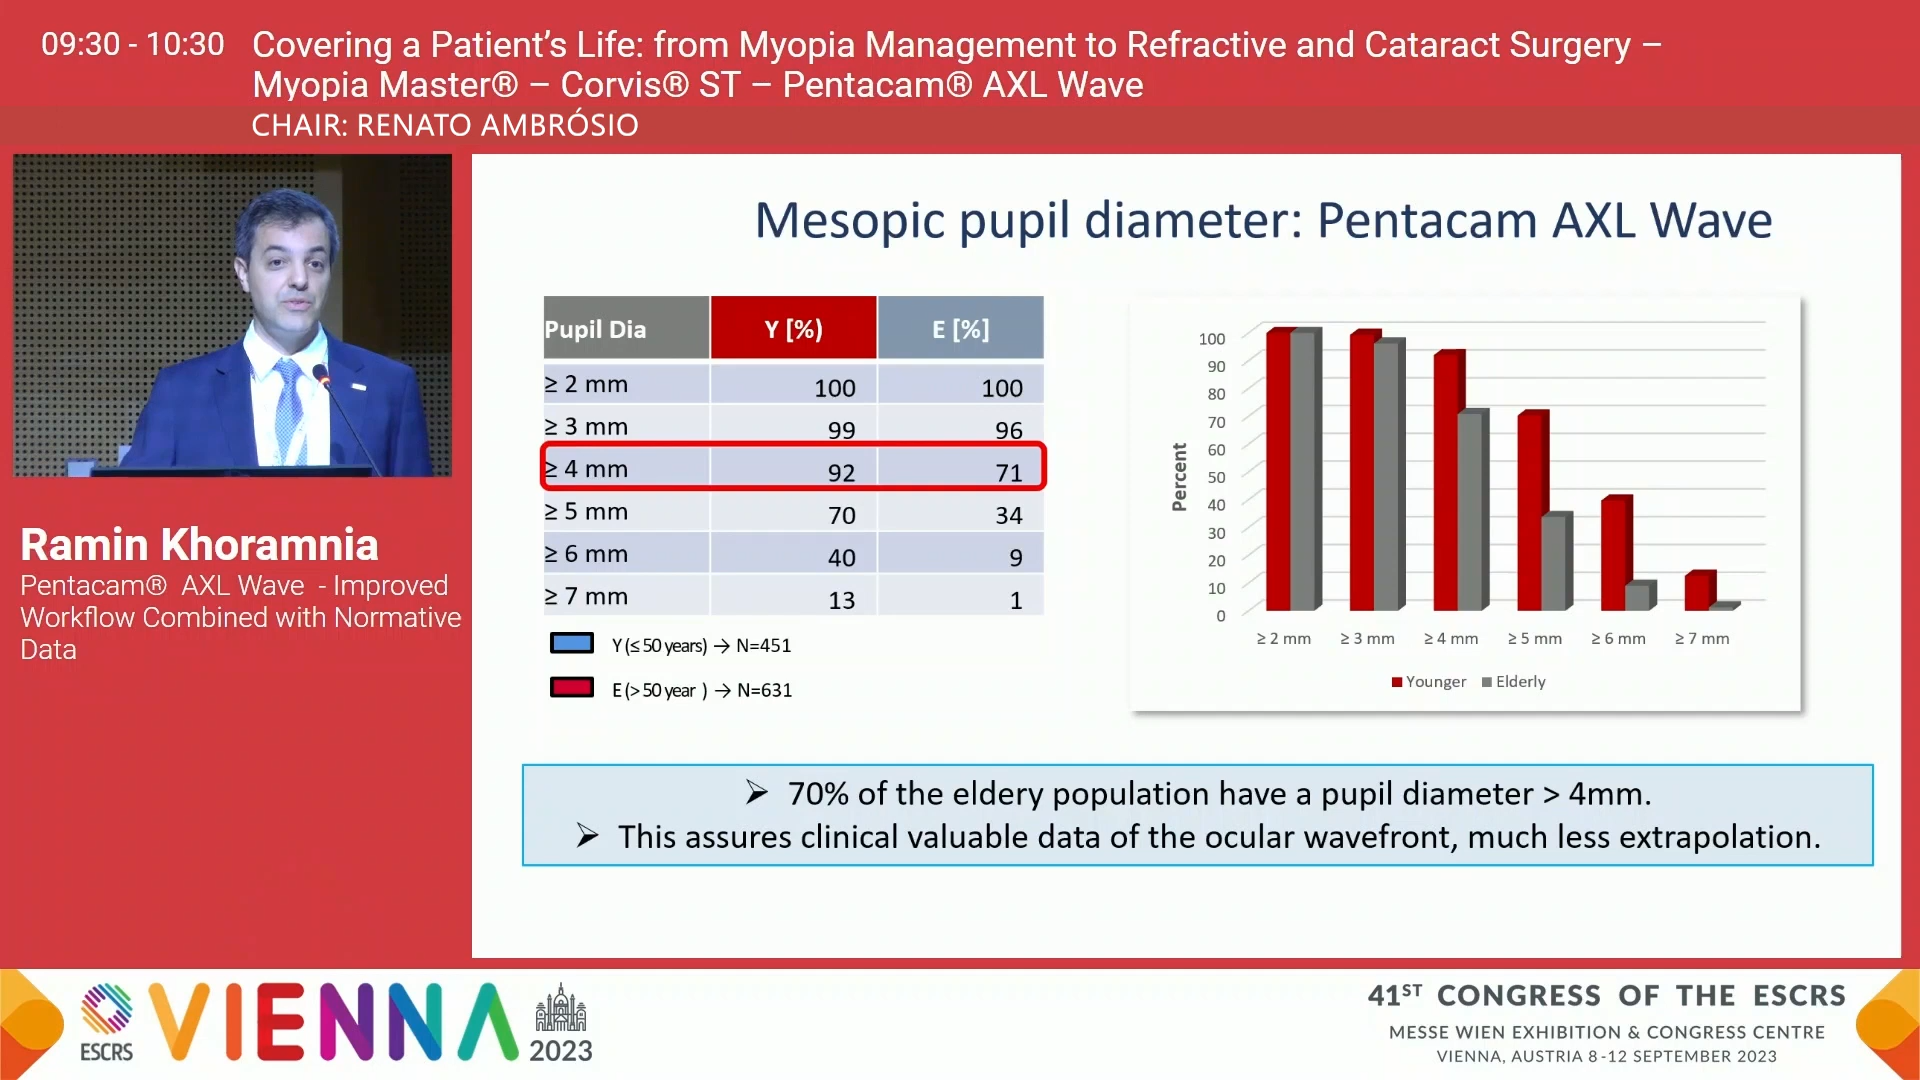 09:30 - 10:30
Covering a Patient’s Life: from Myopia Management to Refractive and Cataract Surgery –
Myopia Master® – Corvis® ST – Pentacam® AXL Wave
CHAIR: RENATO AMBRÓSIO
Ramin Khoramnia
Pentacam® AXL Wave - Improved
Workflow Combined with Normative
Data
Mesopic pupil diameter: Pentacam AXL Wave
Pupil Dia Y [%) E [%]
≥ 2 mm 100 100
≥ 3 mm 99 96
≥ 4 mm 92 71
≥ 5 mm 70 34
≥ 6 mm 40 9
≥ 7 mm 13 1
Y (≤ 50 years) → N=451
E (> 50 year ) → N=631
Percent
100
90
80
70
60
50
40
30
20
10
0
≥ 2 mm ≥ 3 mm ≥ 4 mm ≥ 5 mm ≥ 6 mm ≥ 7 mm
Younger Elderly
➢ 70% of the eldery population have a pupil diameter > 4mm.
➢ This assures clinical valuable data of the ocular wavefront, much less extrapolation.
ESCRS
VIENNA
2023
41ST CONGRESS OF THE ESCRS
MESSE WIEN EXHIBITION & CONGRESS CENTRE
VIENNA, AUSTRIA 8-12 SEPTEMBER 2023